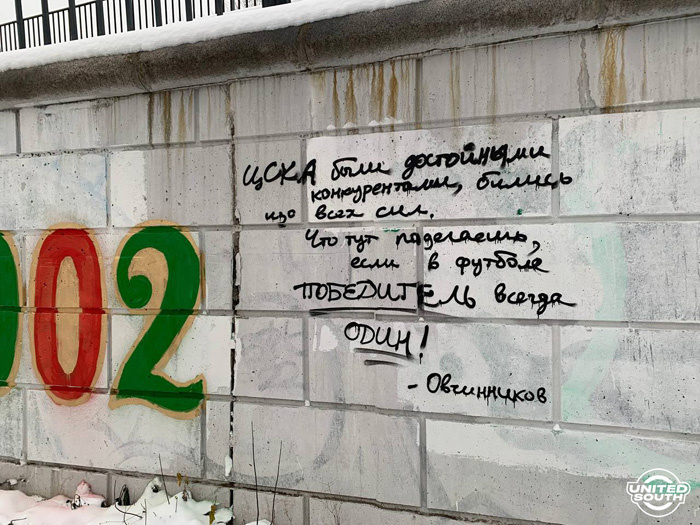 002
ЦСКА были достойными
конкурентами, бились
изо всех сил.
Что тут поделаешь,
если в футболе
ПОБЕДИТЕЛЬ всегда
ОДИН!
- Овчинников
UNITED
SOUTH